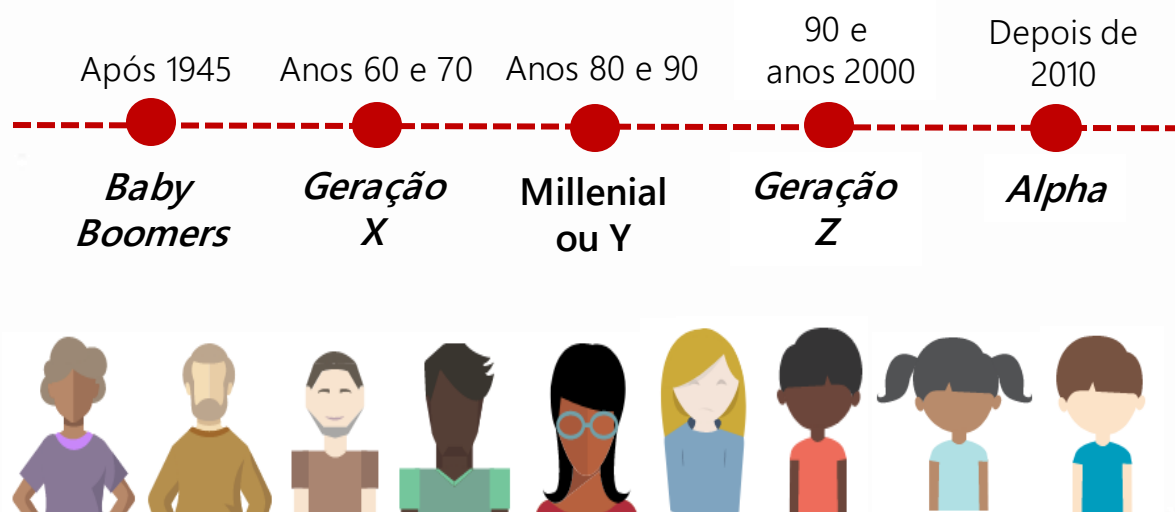 Após 1945
Baby
Boomers
Anos 60 e 70
Geração
X
Anos 80 e 90
Millenial
ou Y
90 e
anos 2000
Geração
Z
Depois de
2010
Alpha